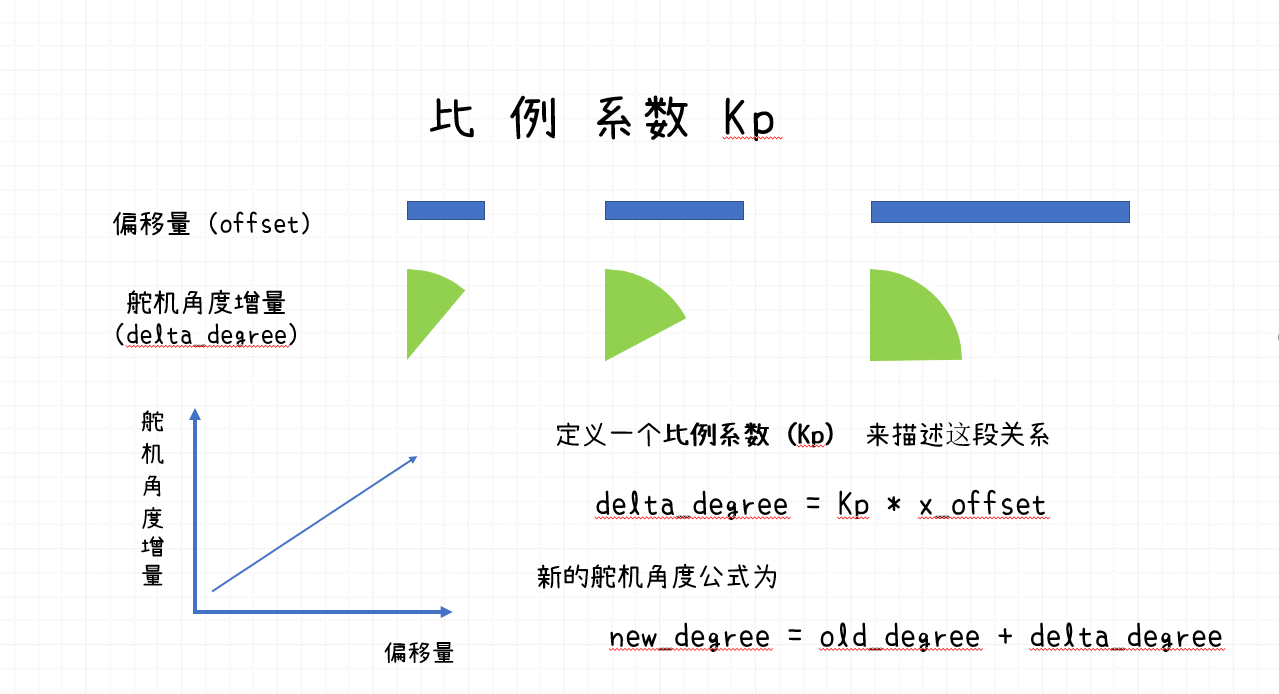 比 例 系数 Kp
偏移量 (offset)
舵机角度增量
(delta_degree)
舵
机
角
度
增
量
偏移量
定义一个比例系数 (Kp) 来描述这段关系
delta_degree = Kp * x_offset
新的舵机角度公式为
new_degree = old_degree + delta_degree